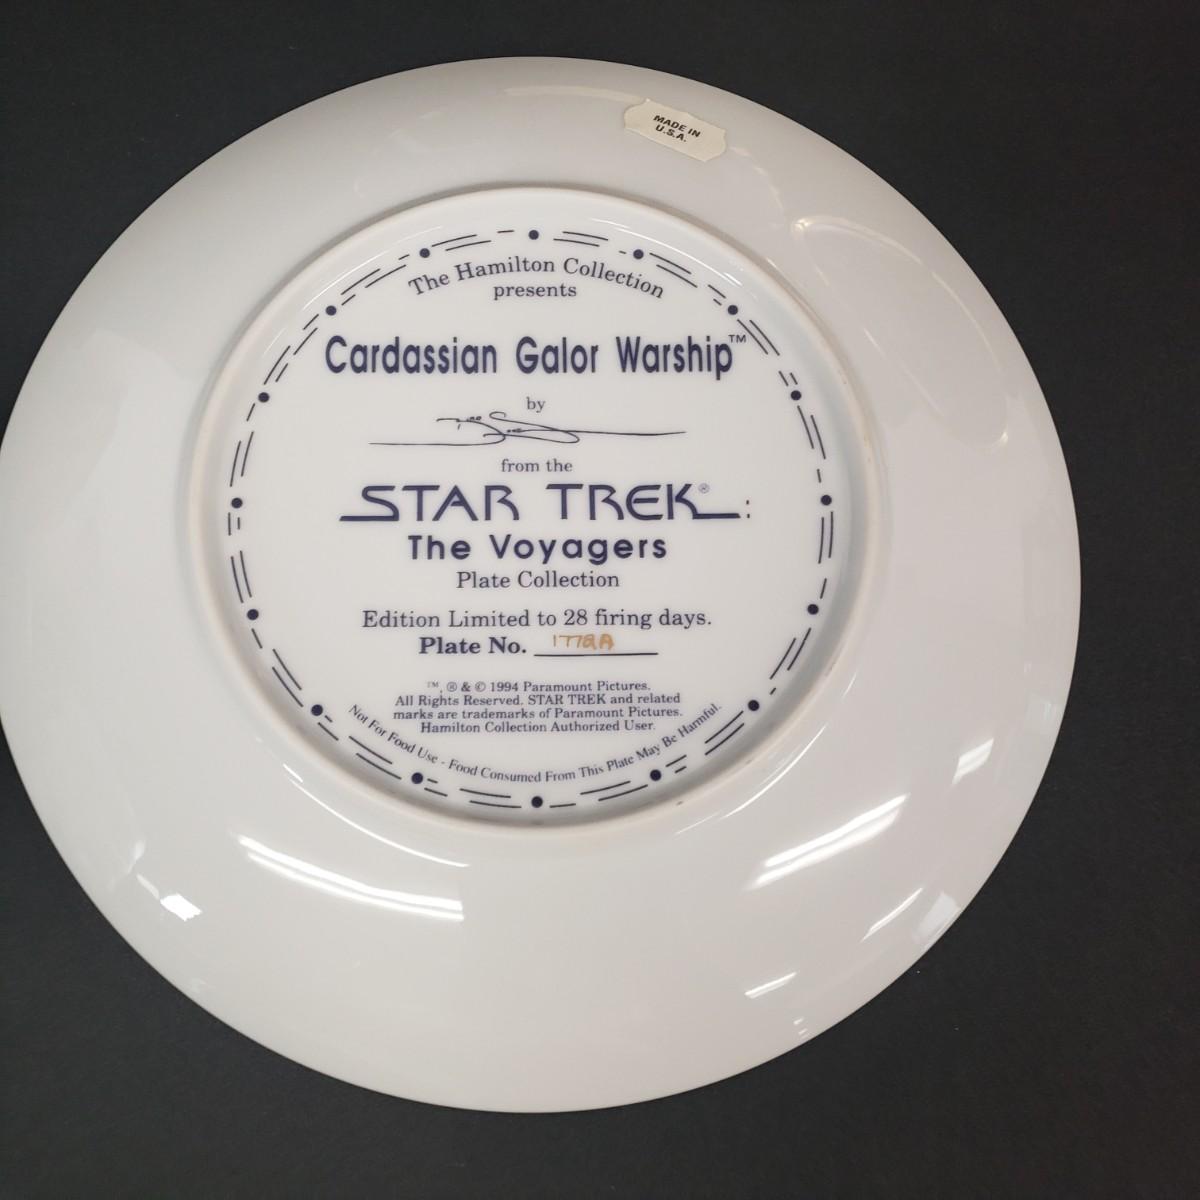 MADE IN
U.S.A.
The Hamilton Collection
presents
Cardassian Galor Warship™
by
from the
STAR TREK®:
The Voyagers
Plate Collection
Edition Limited to 28 firing days.
Plate No. 1772A
™, ® & © 1994 Paramount Pictures.
All Rights Reserved. STAR TREK and related
marks are trademarks of Paramount Pictures.
Hamilton Collection Authorized User.
Not For Food Use - Food Consumed From This Plate May Be Harmful.